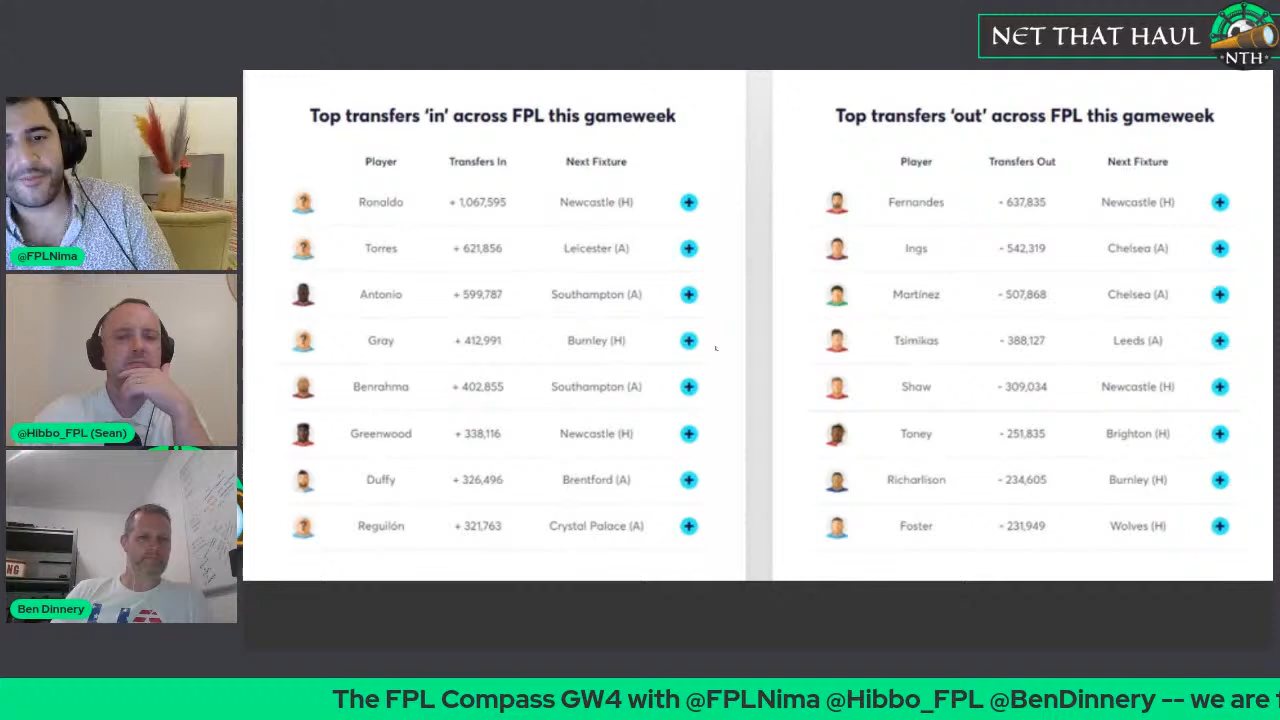 NET THAT HAUL
NTH
@FPLNima
@Hibbo_FPL (Sean)
NG
Ben Dinnery
Top transfers ‘in’ across FPL this gameweek
Player Transfers In Next Fixture
Ronaldo + 1,067,595 Newcastle (H)
Torres + 621,856 Leicester (A)
Antonio + 599,787 Southampton (A)
Gray + 412,991 Burnley (H)
Benrahma + 402,855 Southampton (A)
Greenwood + 338,116 Newcastle (H)
Duffy + 326,496 Brentford (A)
Reguilón + 321,763 Crystal Palace (A)
Top transfers ‘out’ across FPL this gameweek
Player Transfers Out Next Fixture
Fernandes - 637,835 Newcastle (H)
Ings - 542,319 Chelsea (A)
Martínez - 507,868 Chelsea (A)
Tsimikas - 388,127 Leeds (A)
Shaw - 309,034 Newcastle (H)
Toney - 251,835 Brighton (H)
Richarlison - 234,605 Burnley (H)
Foster - 231,949 Wolves (H)
The FPL Compass GW4 with @FPLNima @Hibbo_FPL @BenDinnery -- we are